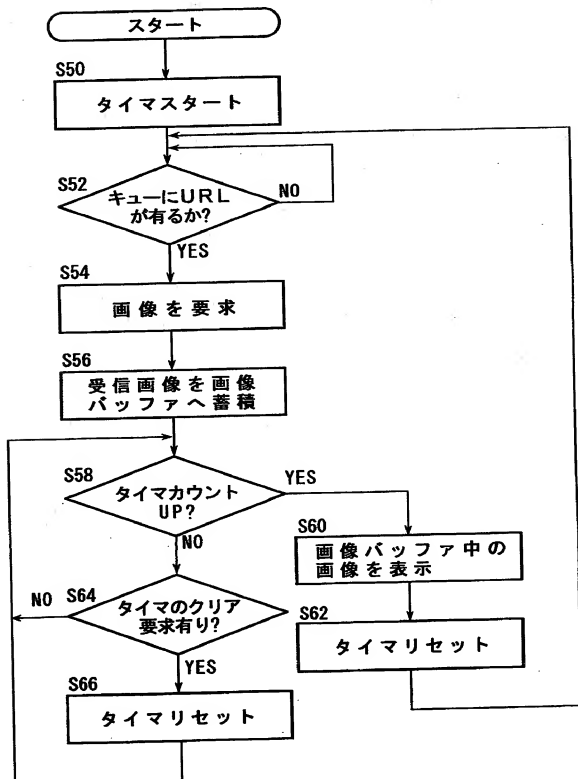 スタート
S50
タイマスタート
S52
キューにURL
が有るか?
NO
YES
S54
画像を要求
S56
受信画像を画像
バッファへ蓄積
S58
タイマカウント
UP?
YES
NO
S60
画像バッファ中の
画像を表示
S62
タイマリセット
S64
タイマのクリア
要求有り?
NO
YES
S66
タイマリセット